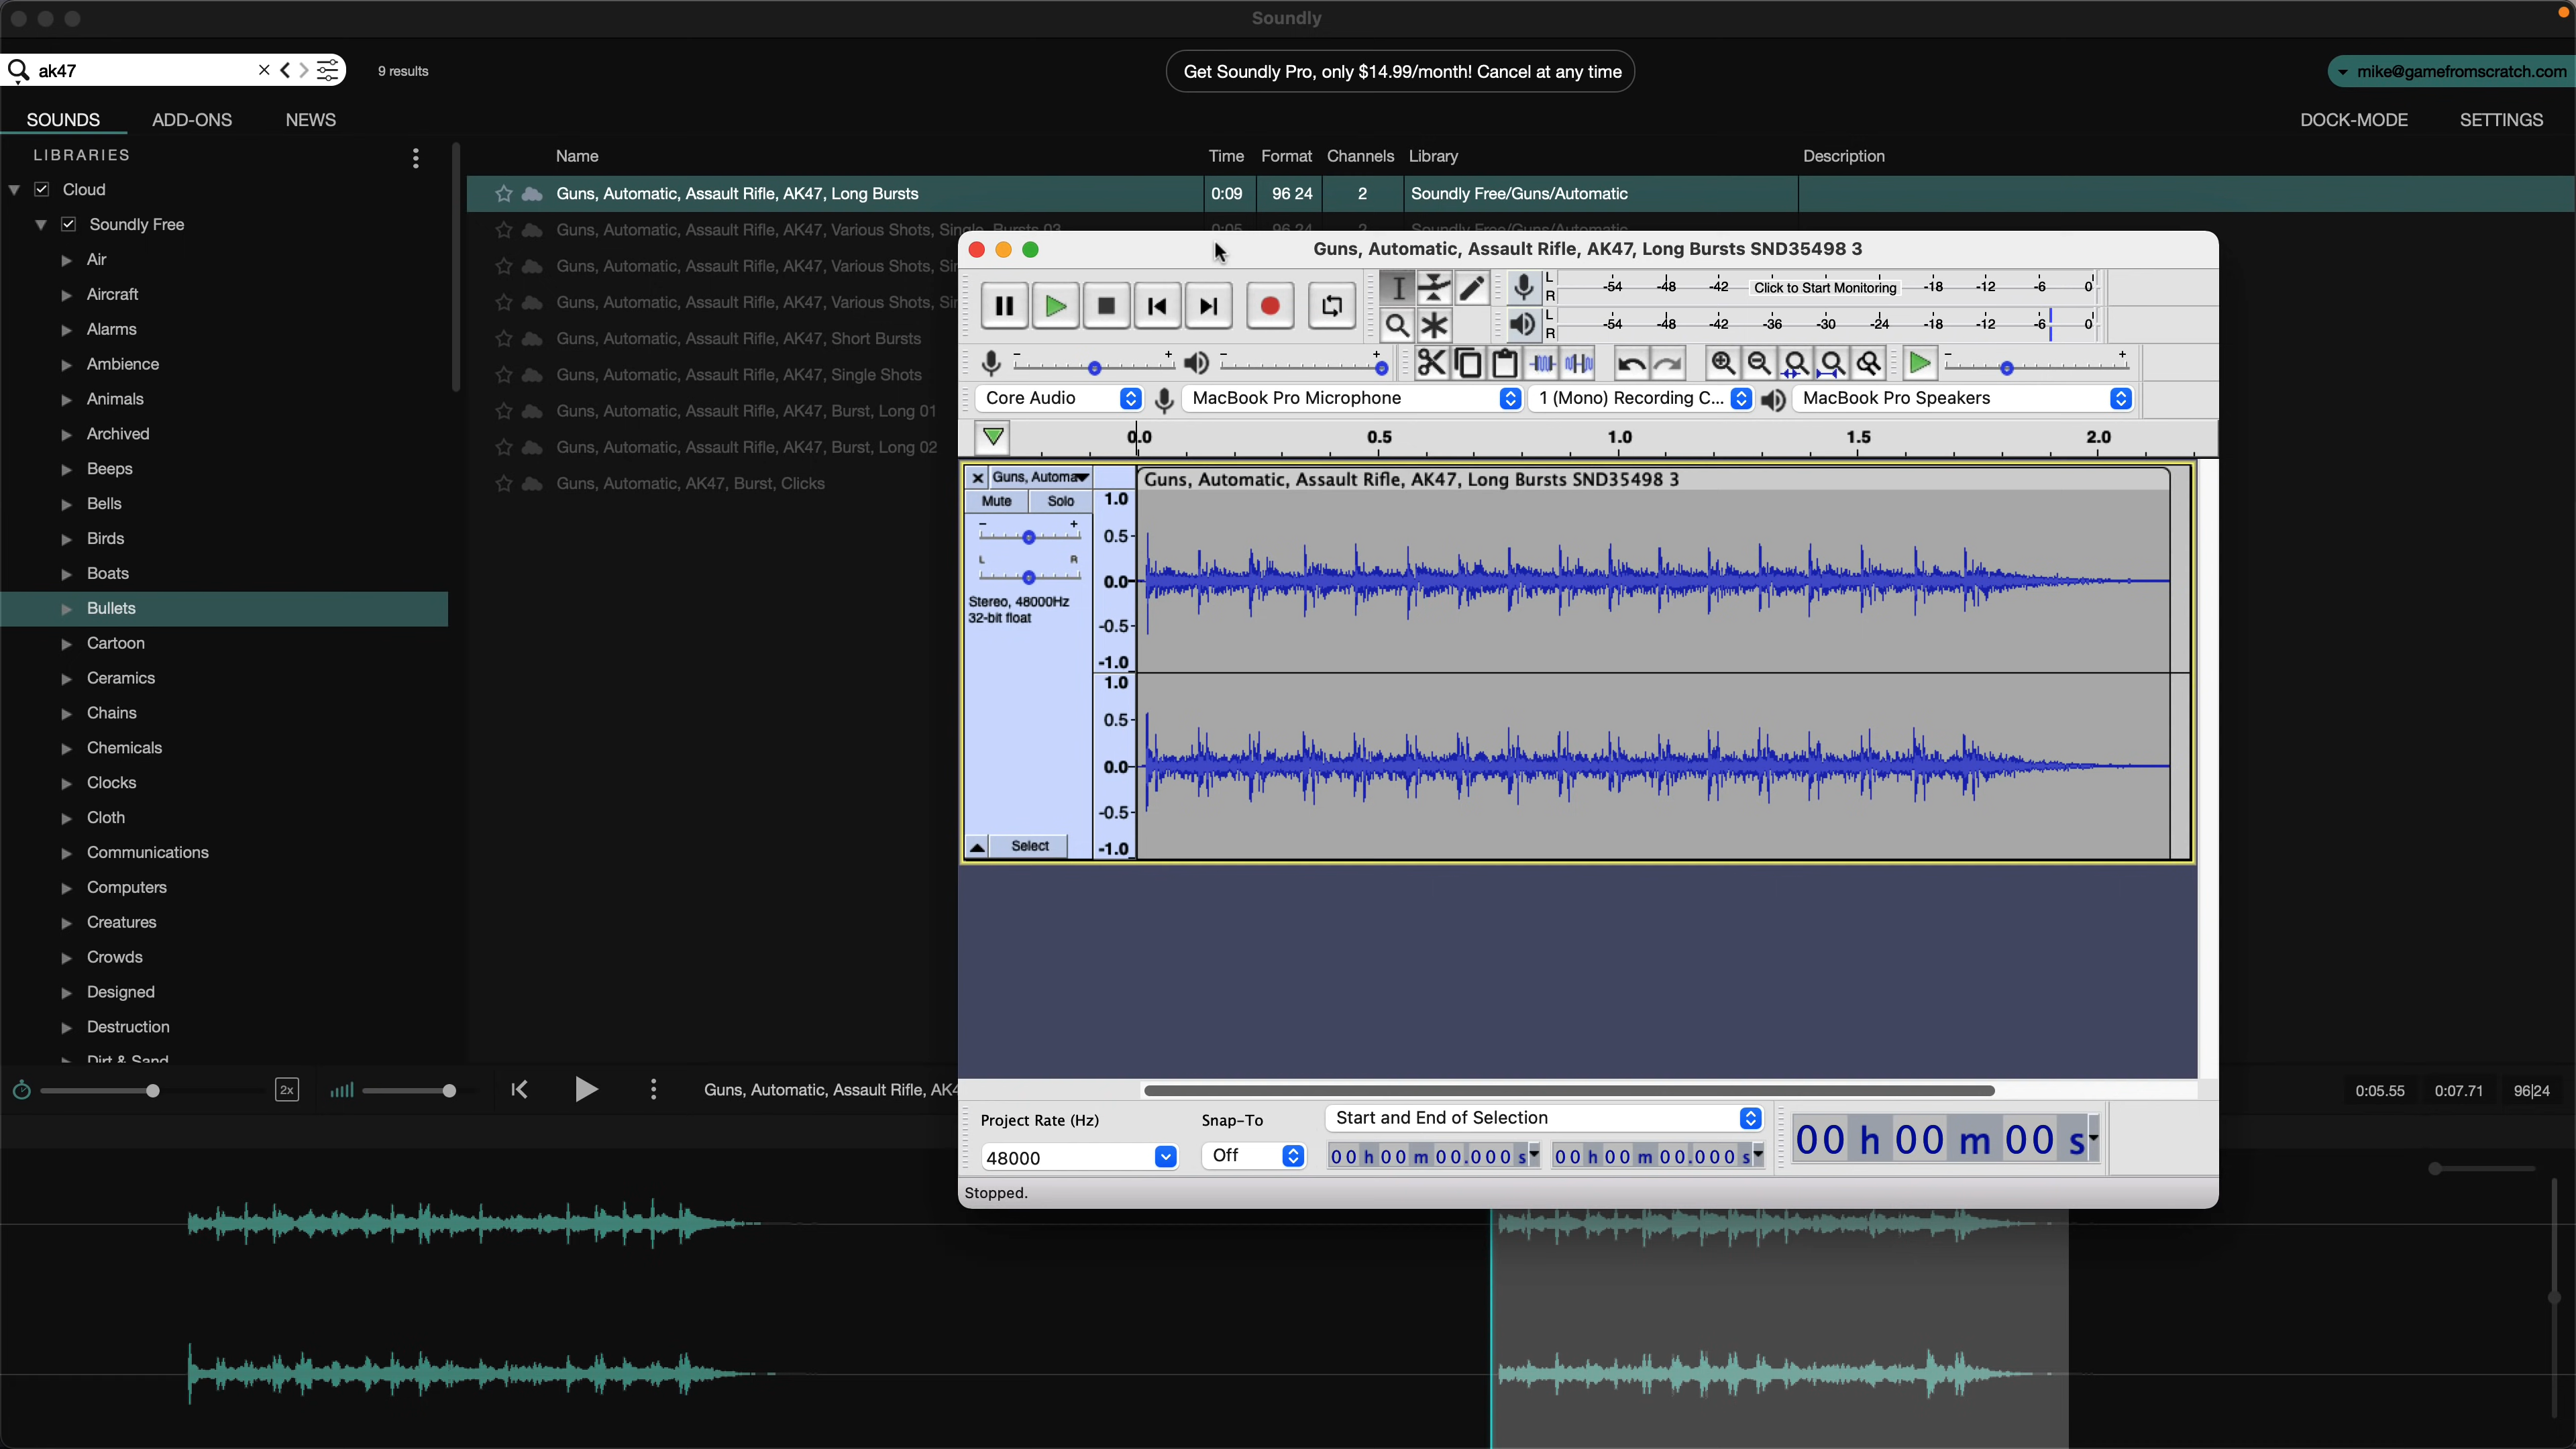 Soundly
ak47
9 results
Get Soundly Pro, only $14.99/month! Cancel at any time
mike@gamefromscratch.com
SOUNDS ADD-ONS NEWS
DOCK-MODE SETTINGS
LIBRARIES
Cloud
Soundly Free
Air
Aircraft
Alarms
Ambience
Animals
Archived
Beeps
Bells
Birds
Boats
Bullets
Cartoon
Ceramics
Chains
Chemicals
Clocks
Cloth
Communications
Computers
Creatures
Crowds
Designed
Destruction
Dirt & Sand
Name Time Format Channels Library Description
Guns, Automatic, Assault Rifle, AK47, Long Bursts 0:09 96 24 2 Soundly Free/Guns/Automatic
Guns, Automatic, Assault Rifle, AK47, Various Shots, Single, Bursts 03 0:05 96 24 2 Soundly Free/Guns/Automatic
Guns, Automatic, Assault Rifle, AK47, Various Shots, Sin
Guns, Automatic, Assault Rifle, AK47, Various Shots, Sin
Guns, Automatic, Assault Rifle, AK47, Short Bursts
Guns, Automatic, Assault Rifle, AK47, Single Shots
Guns, Automatic, Assault Rifle, AK47, Burst, Long 01
Guns, Automatic, Assault Rifle, AK47, Burst, Long 02
Guns, Automatic, AK47, Burst, Clicks
Guns, Automatic, Assault Rifle, AK47, Long Bursts SND35498 3
L
R
-54 -48 -42 Click to Start Monitoring -18 -12 -6 0
L
R
-54 -48 -42 -36 -30 -24 -18 -12 -6 0
Core Audio MacBook Pro Microphone 1 (Mono) Recording C... MacBook Pro Speakers
0.0 0.5 1.0 1.5 2.0
Guns, Automa
Guns, Automatic, Assault Rifle, AK47, Long Bursts SND35498 3
Mute Solo
L R
Stereo, 48000Hz
32-bit float
Select
1.0
0.5
0.0
-0.5
-1.0
1.0
0.5
0.0
-0.5
-1.0
Project Rate (Hz) Snap-To Start and End of Selection
48000 Off 00 h 00 m 00.000 s 00 h 00 m 00.000 s
00 h 00 m 00 s
Stopped.
2x
Guns, Automatic, Assault Rifle, AK4
0:05.55 0:07.71 96|24